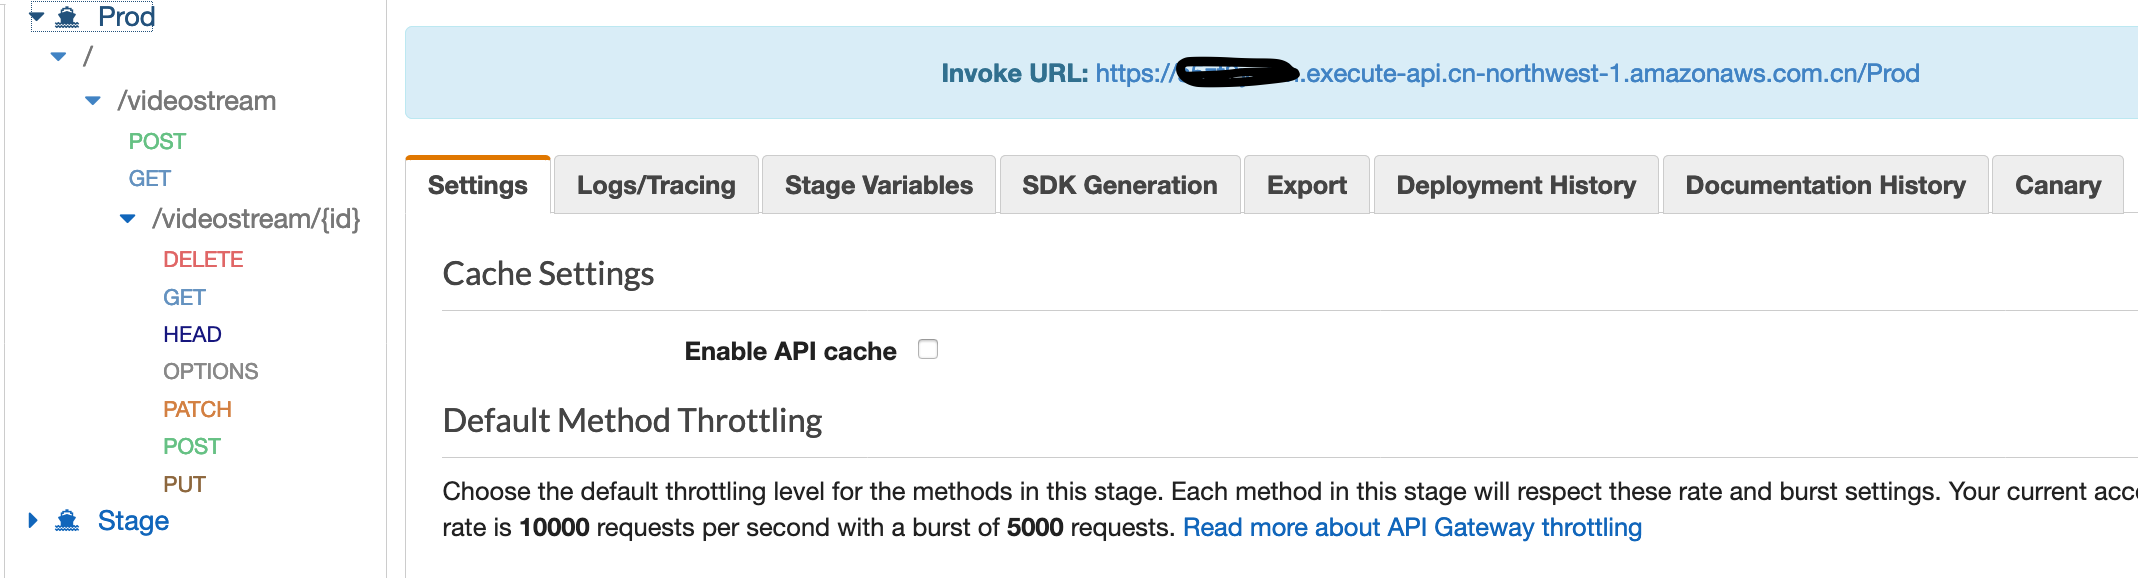 Prod
/
/videostream
POST
GET
/videostream/{id}
DELETE
GET
HEAD
OPTIONS
PATCH
POST
PUT
Stage
Invoke URL: https:// .execute-api.cn-northwest-1.amazonaws.com.cn/Prod
Settings Logs/Tracing Stage Variables SDK Generation Export Deployment History Documentation History Canary
Cache Settings
Enable API cache
Default Method Throttling
Choose the default throttling level for the methods in this stage. Each method in this stage will respect these rate and burst settings. Your current
rate is 10000 requests per second with a burst of 5000 requests. Read more about API Gateway throttling